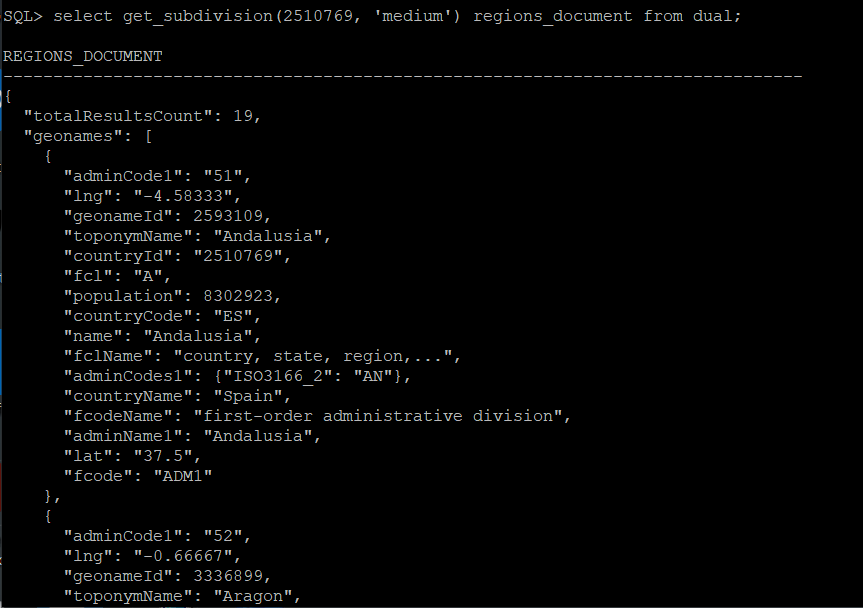 SQL> select get_subdivision(2510769, 'medium') regions_document from dual;
REGIONS_DOCUMENT
--------------------------------------------------------------------------------
{
  "totalResultsCount": 19,
  "geonames": [
    {
      "adminCode1": "51",
      "lng": "-4.58333",
      "geonameId": 2593109,
      "toponymName": "Andalusia",
      "countryId": "2510769",
      "fcl": "A",
      "population": 8302923,
      "countryCode": "ES",
      "name": "Andalusia",
      "fclName": "country, state, region,...",
      "adminCodes1": {"ISO3166_2": "AN"},
      "countryName": "Spain",
      "fcodeName": "first-order administrative division",
      "adminName1": "Andalusia",
      "lat": "37.5",
      "fcode": "ADM1"
    },
    {
      "adminCode1": "52",
      "lng": "-0.66667",
      "geonameId": 3336899,
      "toponymName": "Aragon",